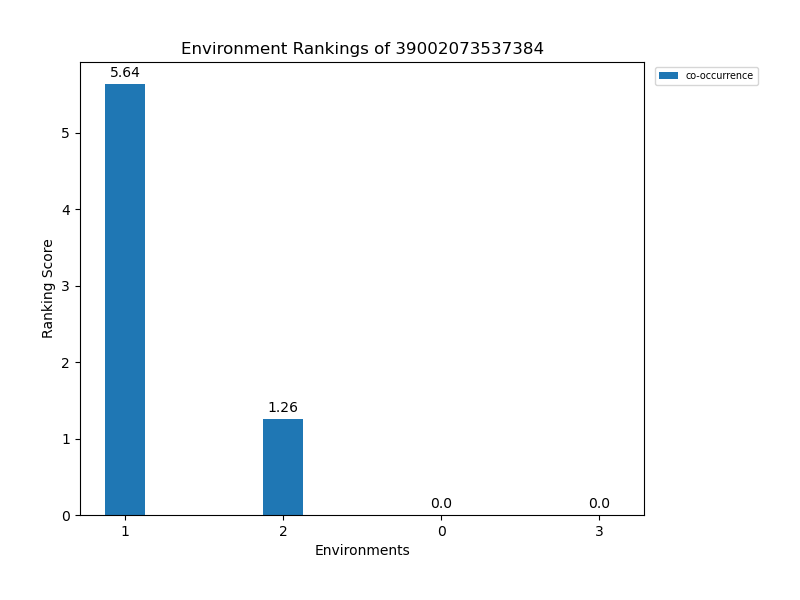 Environment Rankings of 39002073537384
co-occurrence
5.64
1.26
0.0
0.0
Ranking Score
5
4
3
2
1
0
1 2 0 3
Environments